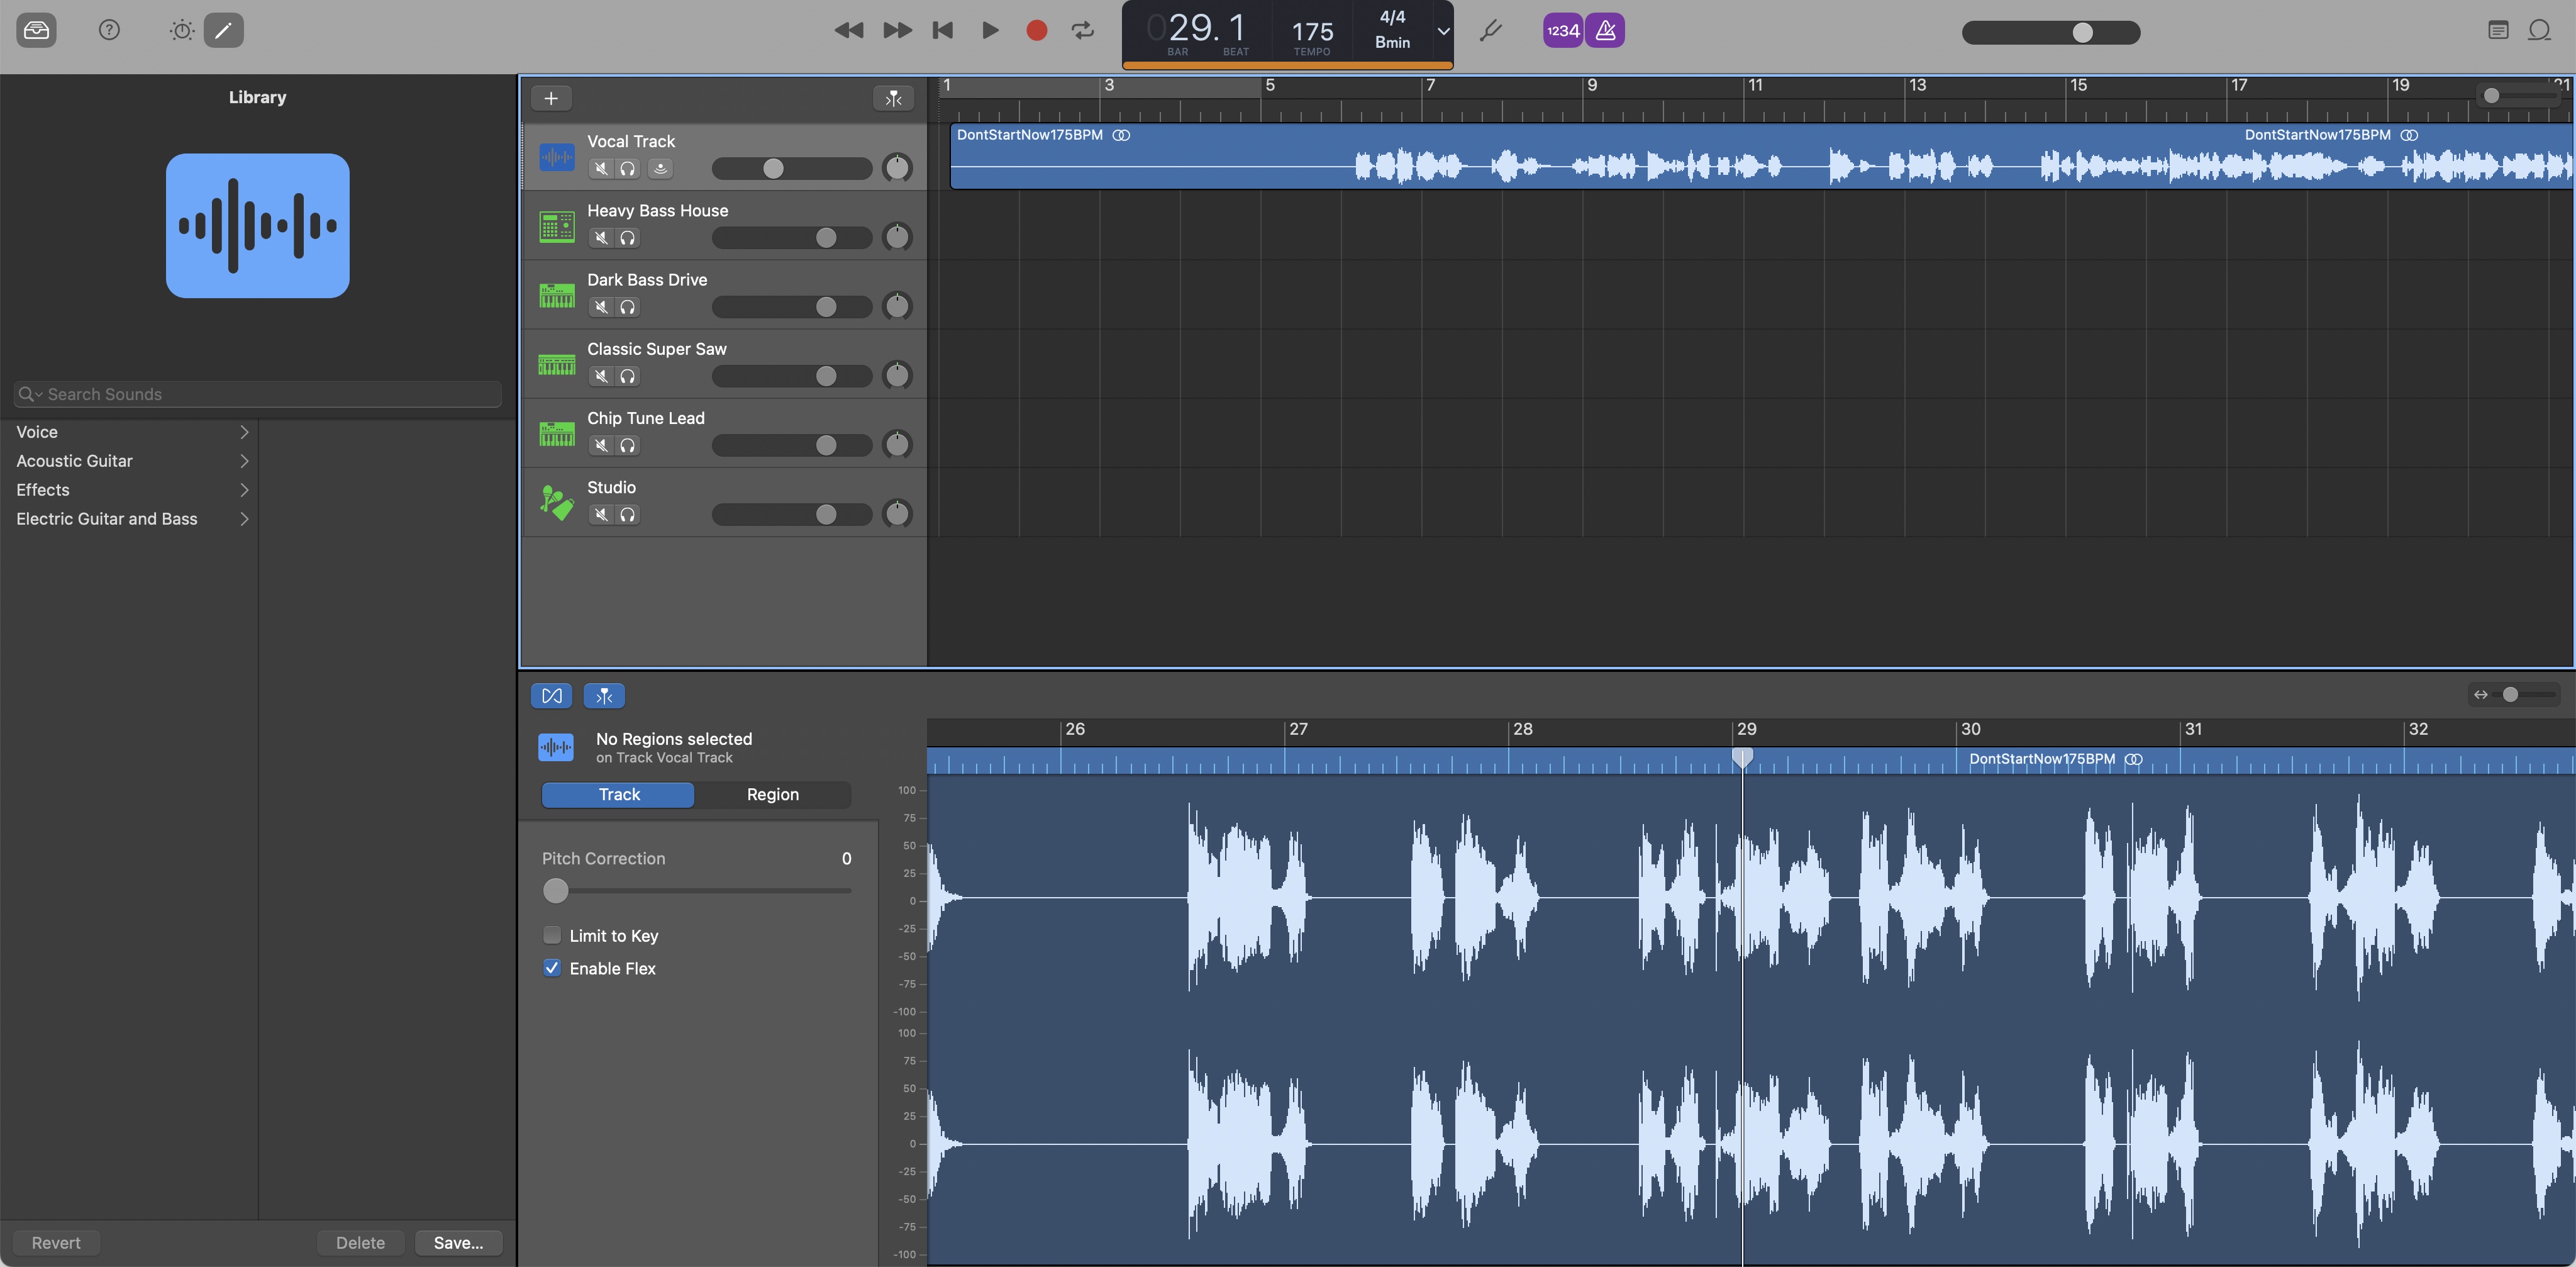 029. 1
BAR
BEAT
175
TEMPO
4/4
Bmin
1234
Library
Search Sounds
Voice
Acoustic Guitar
Effects
Electric Guitar and Bass
Revert
Delete
Save...
1 3 5 7 9 11 13 15 17 19 21
Vocal Track
DontStartNow175BPM
DontStartNow175BPM
Heavy Bass House
Dark Bass Drive
Classic Super Saw
Chip Tune Lead
Studio
No Regions selected
on Track Vocal Track
Track
Region
Pitch Correction
0
Limit to Key
Enable Flex
26 27 28 29 30 31 32
DontStartNow175BPM
100
75
50
25
0
-25
-50
-75
-100
100
75
50
25
0
-25
-50
-75
-100